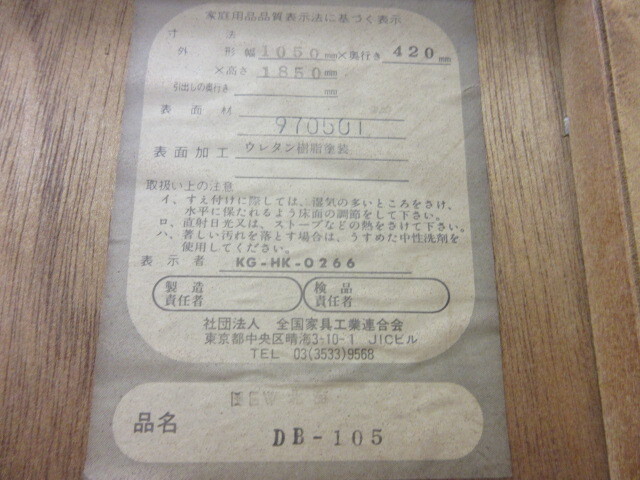 家庭用品品質表示法に基づく表示
寸 法
外形 幅 1050 mm × 奥行き 420 mm
× 高さ 1850 mm
引出しの奥行き mm
表面材
970501
表面加工 ウレタン樹脂塗装
取扱い上の注意
イ、すえ付けに際しては、湿気の多いところをさけ、
水平に保たれるよう床面の調節をして下さい。
ロ、直射日光又は、ストーブなどの熱をさけて下さい。
ハ、著しい汚れを落とす場合は、うすめた中性洗剤を
使用してください。
表示者 KG-HK-0266
製造
責任者
検品
責任者
社団法人 全国家具工業連合会
東京都中央区晴海3-10-1 JICビル
TEL 03(3533)9568
品名
DB-105